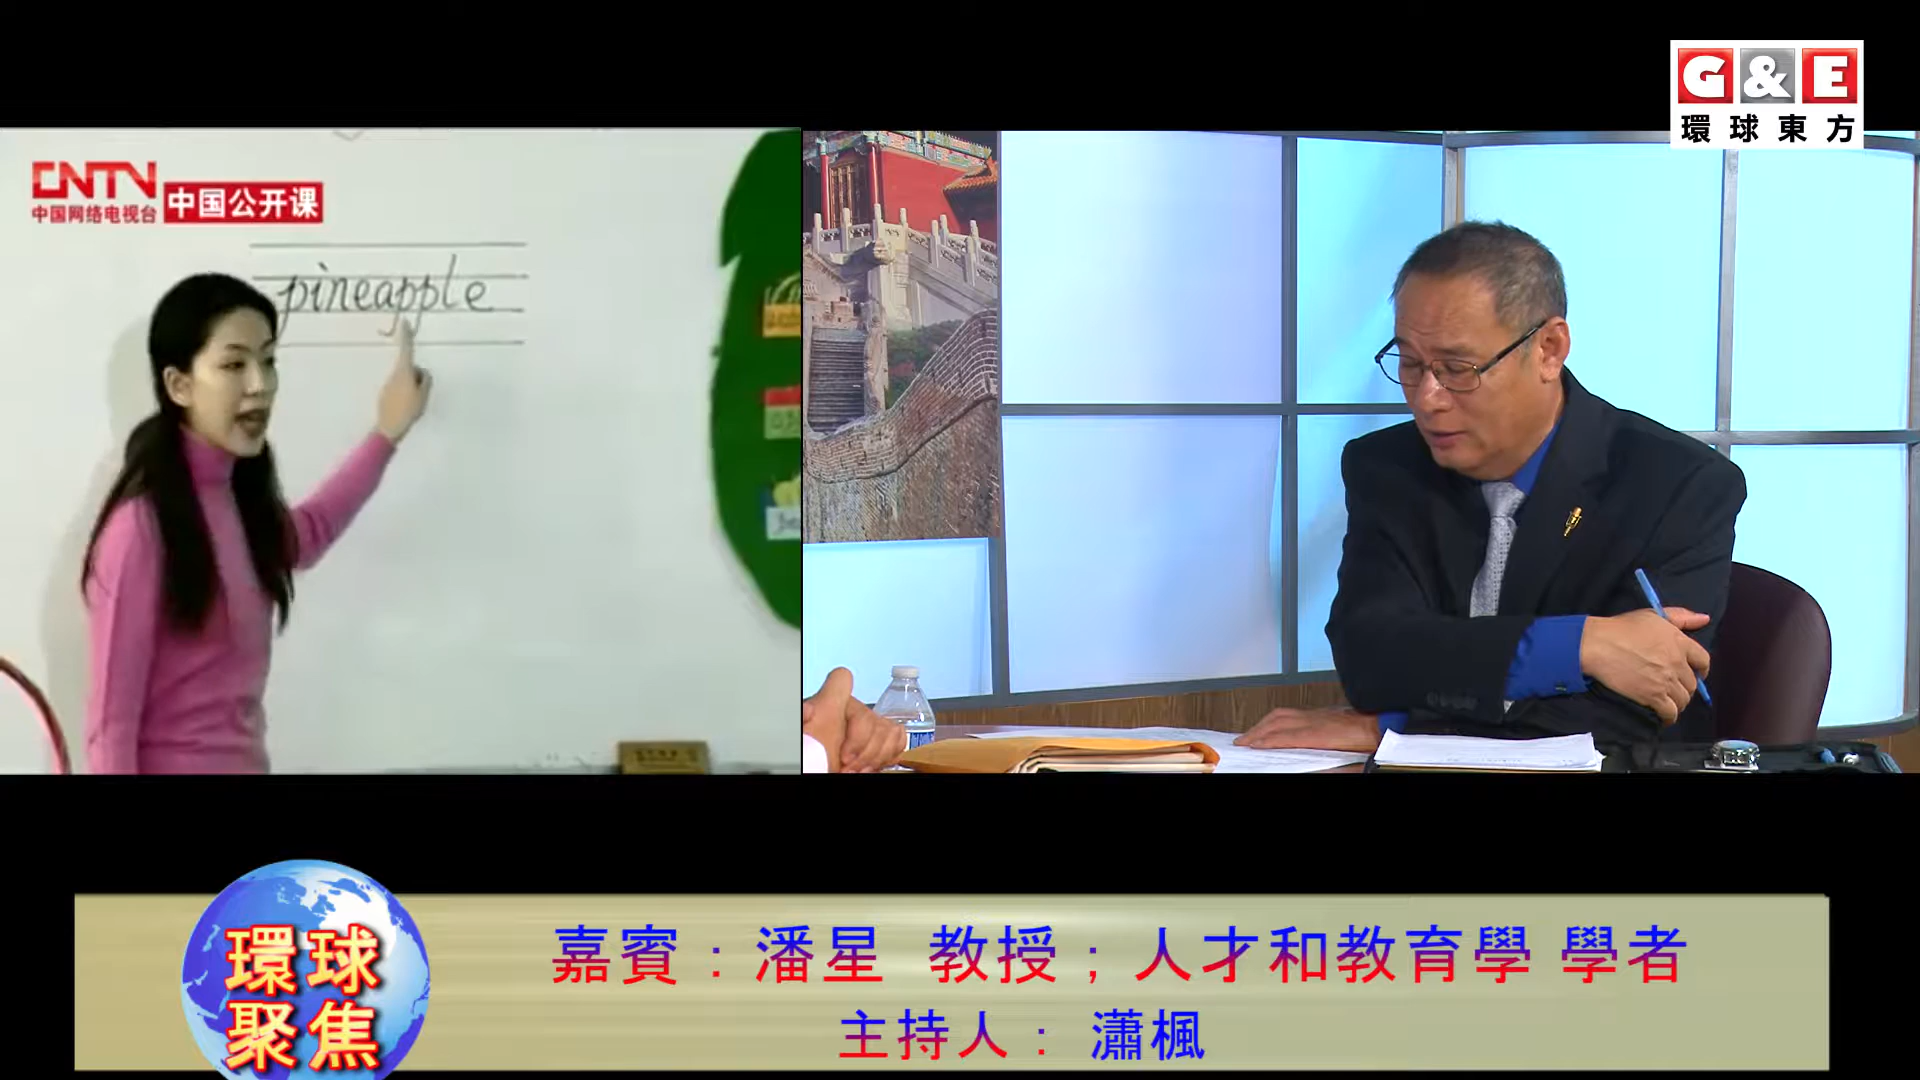 G&E
環球東方
CNTV
中国网络电视台
中国公开课
pineapple
環球
聚焦
嘉賓：潘星 教授；人才和教育學 學者
主持人： 瀟楓